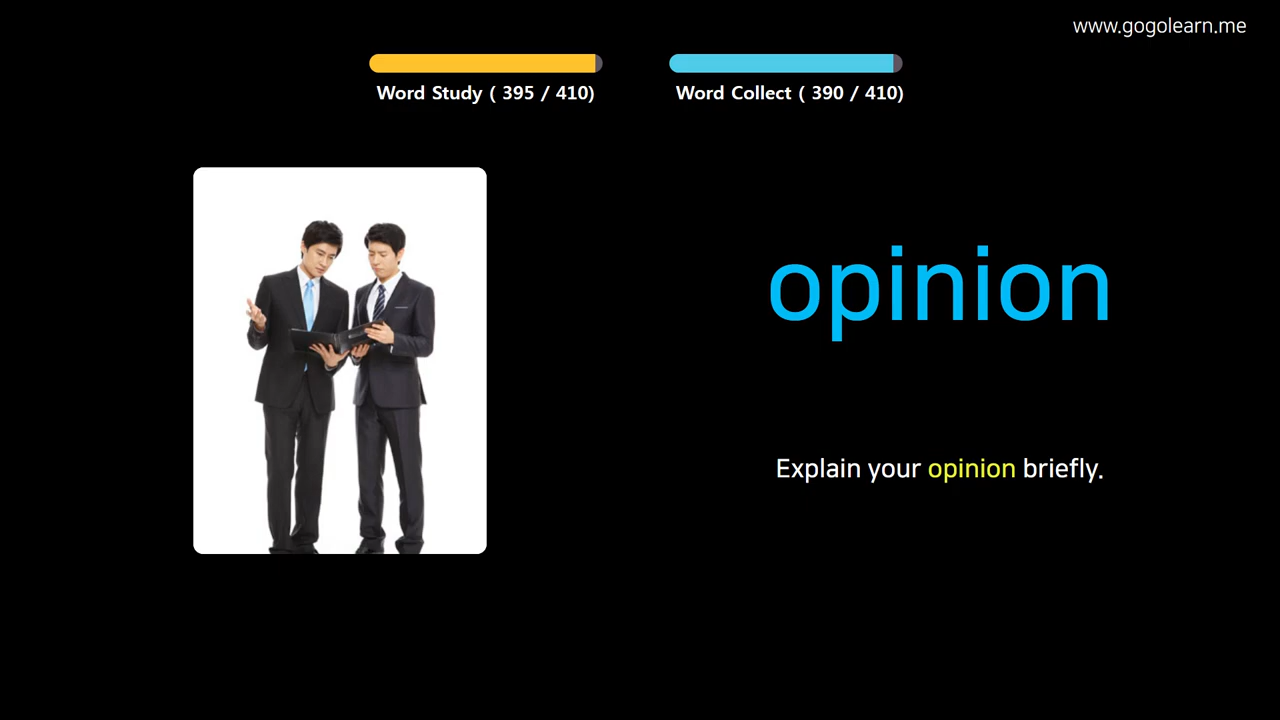 www.gogolearn.me
Word Study ( 395 / 410)
Word Collect ( 390 / 410)
opinion
Explain your opinion briefly.